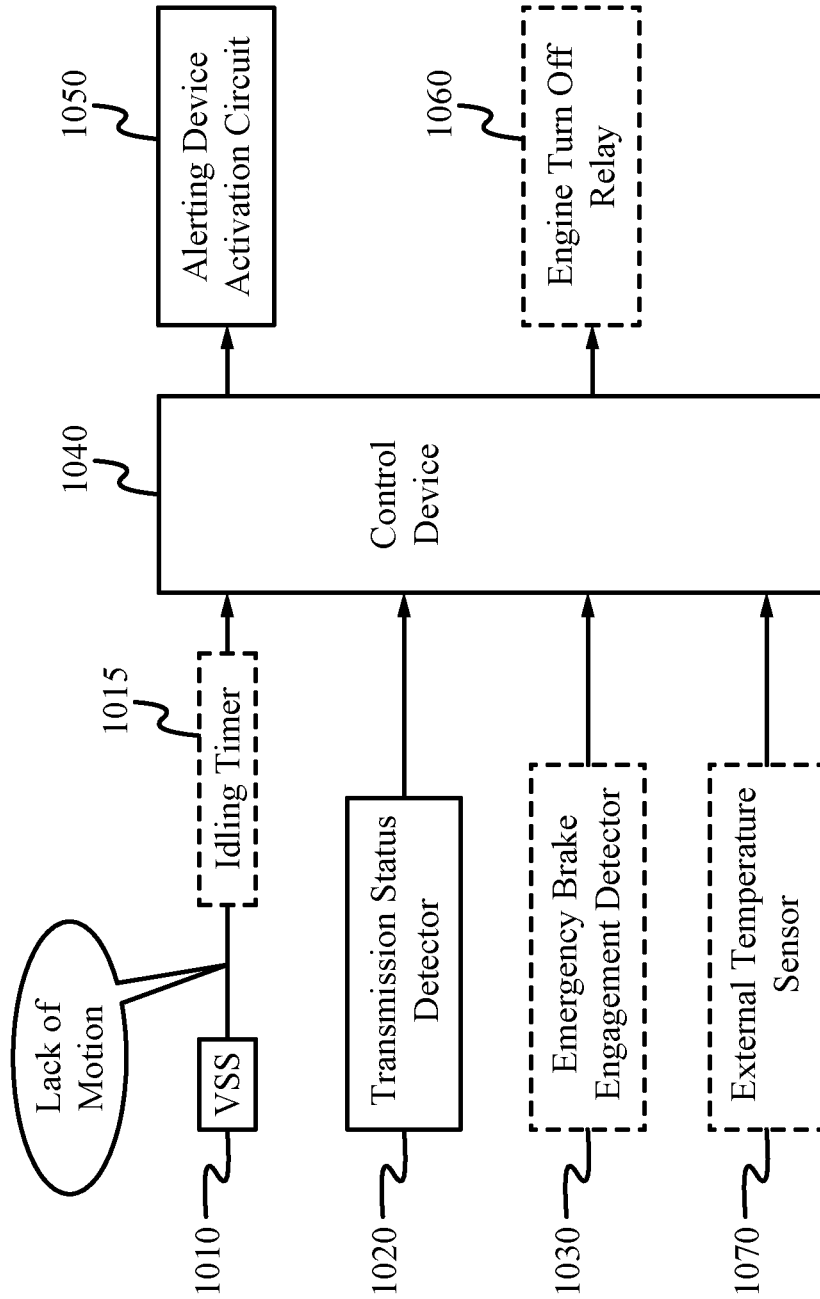 Lack of
Motion
1010
VSS
1015
Idling Timer
1020
Transmission Status
Detector
1030
Emergency Brake
Engagement Detector
1070
External Temperature
Sensor
1040
Control
Device
1050
Alerting Device
Activation Circuit
1060
Engine Turn Off
Relay